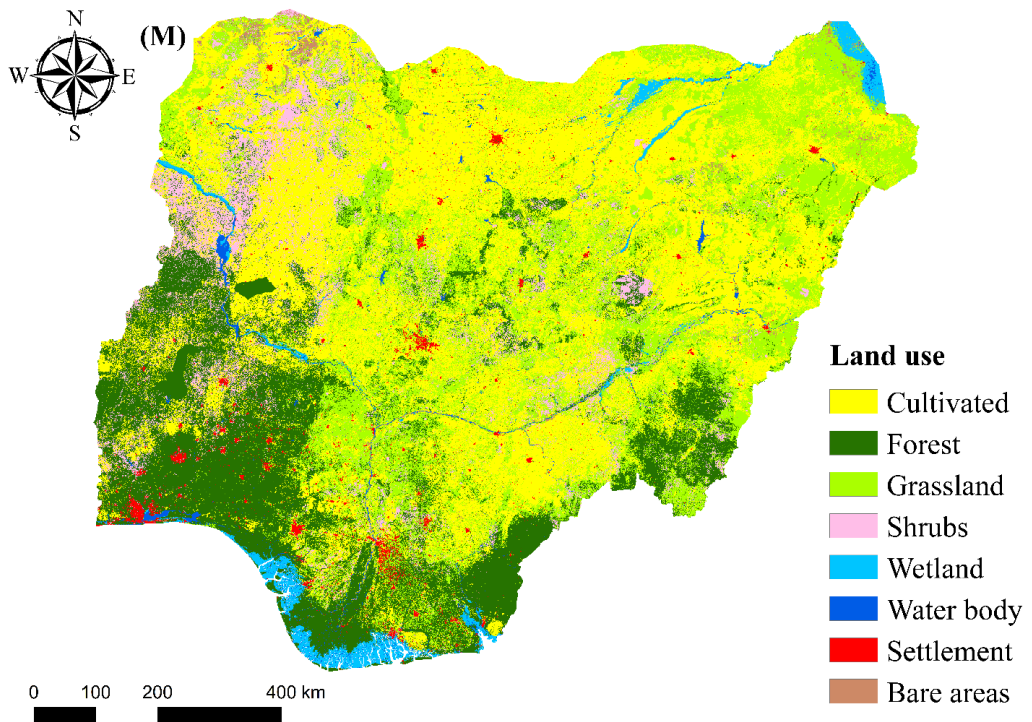 N
(M)
W E
S
Land use
Cultivated
Forest
Grassland
Shrubs
Wetland
Water body
Settlement
Bare areas
0 100 200 400 km